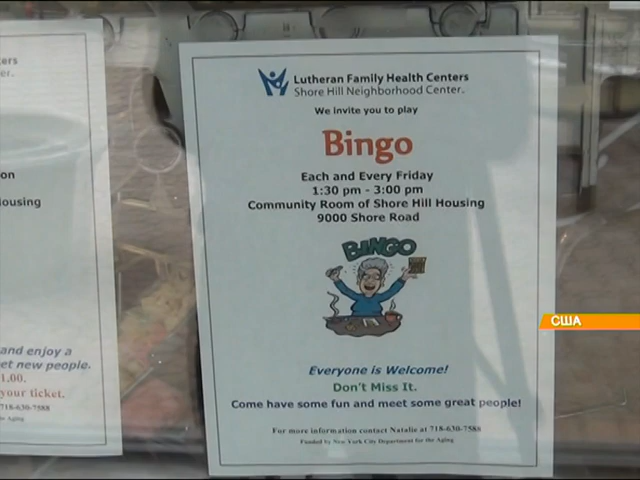 ers
er.
on
ousing
and enjoy a
et new people.
1.00.
your ticket.
718-630-7588
the Aging
Lutheran Family Health Centers
Shore Hill Neighborhood Center.
We invite you to play
Bingo
Each and Every Friday
1:30 pm - 3:00 pm
Community Room of Shore Hill Housing
9000 Shore Road
BINGO
Everyone is Welcome!
Don't Miss It.
Come have some fun and meet some great people!
For more information contact Natalie at 718-630-7588
Funded by New York City Department for the Aging
США